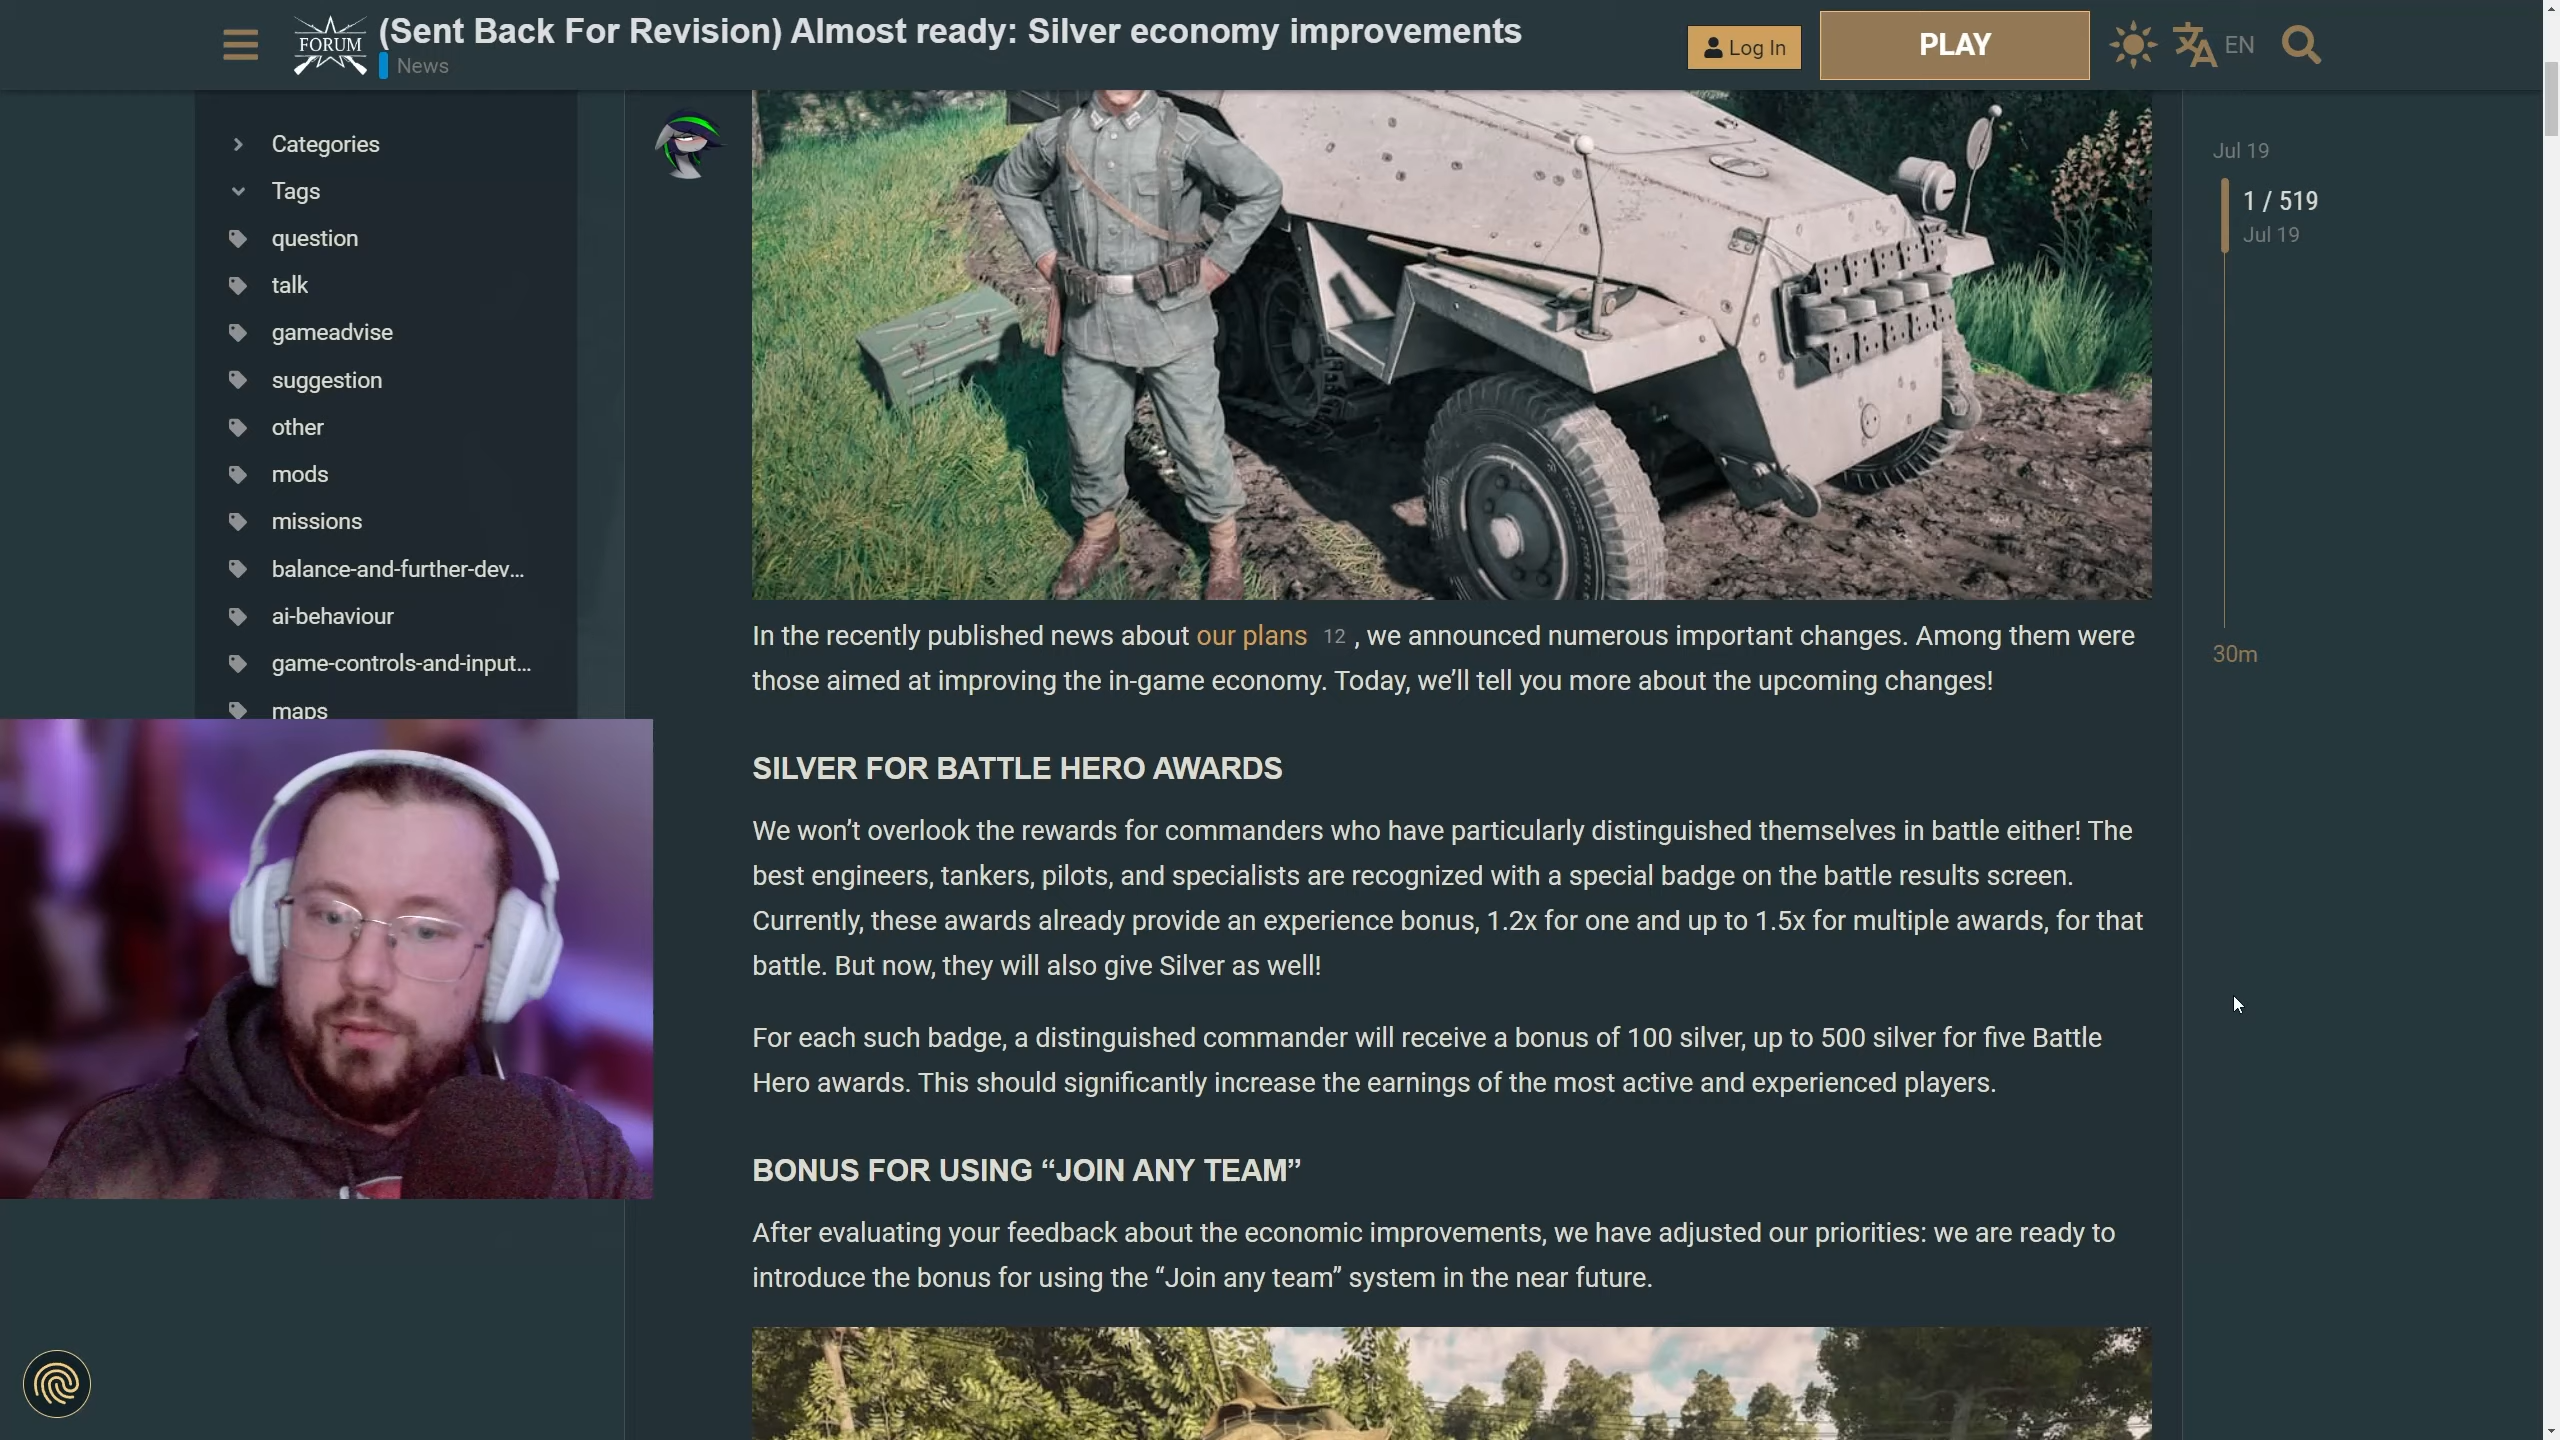 (Sent Back For Revision) Almost ready: Silver economy improvements
News
FORUM
Log In
PLAY
EN
Categories
Tags
question
talk
gameadvise
suggestion
other
mods
missions
balance-and-further-dev...
ai-behaviour
game-controls-and-input...
maps
Jul 19
1 / 519
Jul 19
30m
In the recently published news about our plans 12 , we announced numerous important changes. Among them were
those aimed at improving the in-game economy. Today, we’ll tell you more about the upcoming changes!
SILVER FOR BATTLE HERO AWARDS
We won’t overlook the rewards for commanders who have particularly distinguished themselves in battle either! The
best engineers, tankers, pilots, and specialists are recognized with a special badge on the battle results screen.
Currently, these awards already provide an experience bonus, 1.2x for one and up to 1.5x for multiple awards, for that
battle. But now, they will also give Silver as well!
For each such badge, a distinguished commander will receive a bonus of 100 silver, up to 500 silver for five Battle
Hero awards. This should significantly increase the earnings of the most active and experienced players.
BONUS FOR USING “JOIN ANY TEAM”
After evaluating your feedback about the economic improvements, we have adjusted our priorities: we are ready to
introduce the bonus for using the “Join any team” system in the near future.